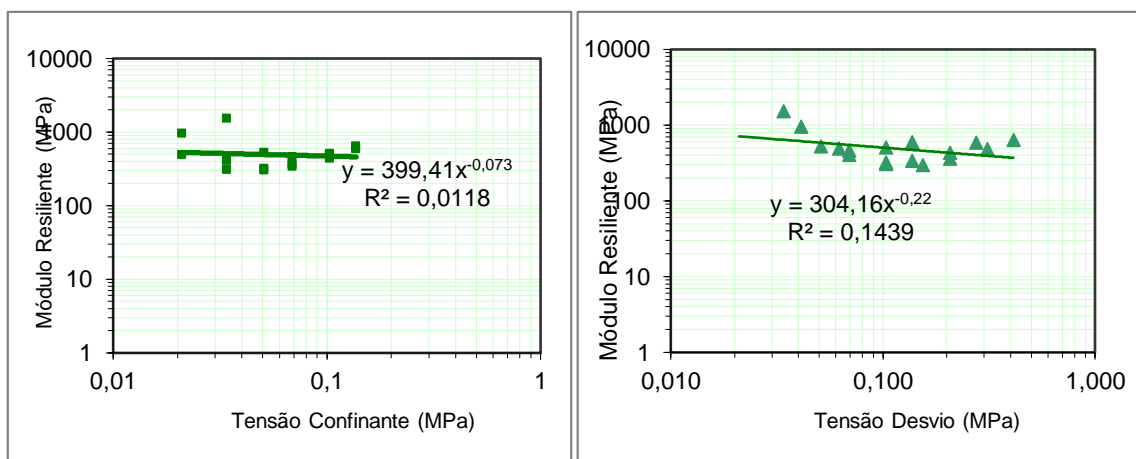 10000
1000
100
10
1
0,01
0,1
1
Módulo Resiliente (MPa)
y = 399,41x^-0,073
R² = 0,0118
Tensão Confinante (MPa)
10000
1000
100
10
1
0,010
0,100
1,000
Módulo Resiliente (MPa)
y = 304,16x^-0,22
R² = 0,1439
Tensão Desvio (MPa)